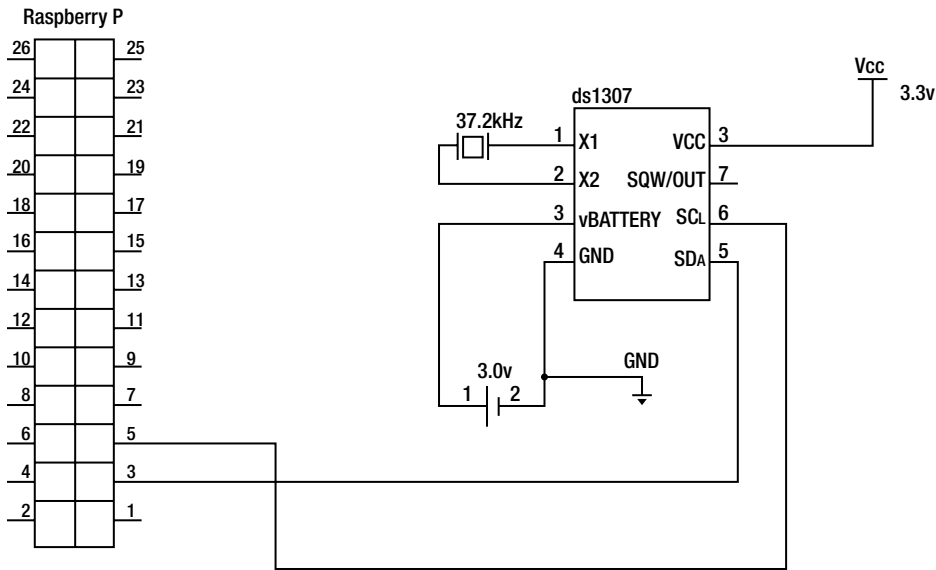 Raspberry P
26 25
24 23
22 21
20 19
18 17
16 15
14 13
12 11
10 9
8 7
6 5
4 3
2 1
37.2kHz
ds1307
1 X1 VCC 3
2 X2 SQW/OUT 7
3 vBATTERY SCL 6
4 GND SDA 5
Vcc
3.3v
3.0v
1 2
GND